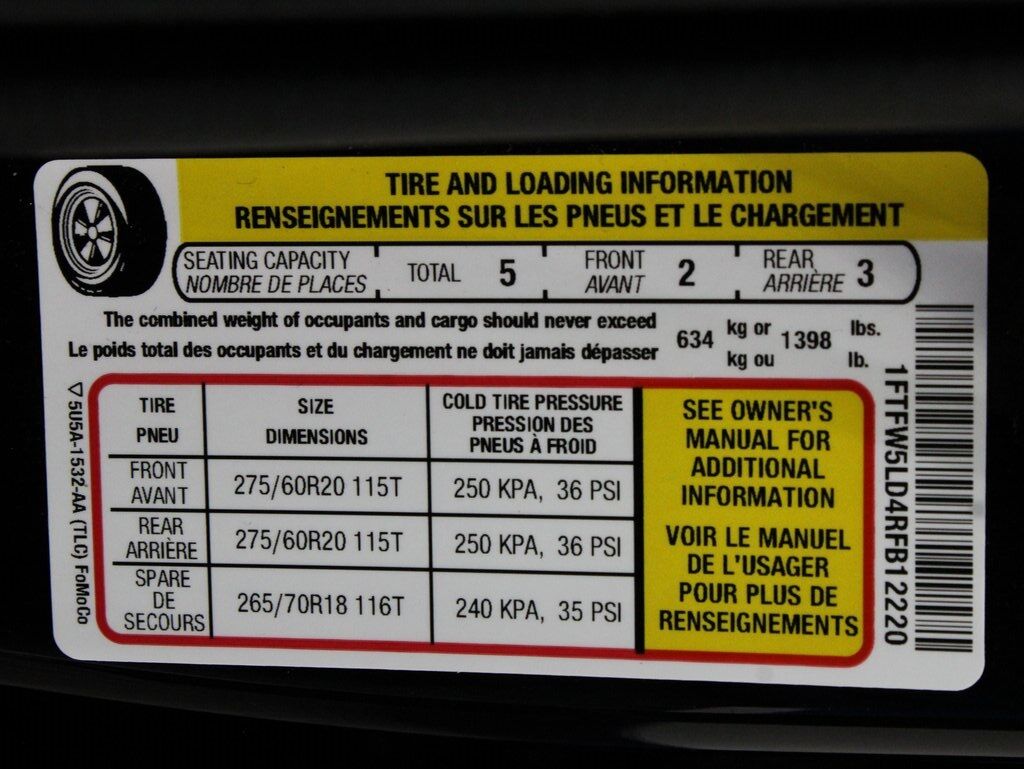 TIRE AND LOADING INFORMATION
RENSEIGNEMENTS SUR LES PNEUS ET LE CHARGEMENT
SEATING CAPACITY
NOMBRE DE PLACES
TOTAL 5
FRONT
AVANT
2
REAR
ARRIÈRE
3
The combined weight of occupants and cargo should never exceed
Le poids total des occupants et du chargement ne doit jamais dépasser
634
kg or
kg ou
1398
lbs.
lb.
TIRE
PNEU
SIZE
DIMENSIONS
COLD TIRE PRESSURE
PRESSION DES
PNEUS À FROID
FRONT
AVANT
275/60R20 115T
250 KPA, 36 PSI
REAR
ARRIÈRE
275/60R20 115T
250 KPA, 36 PSI
SPARE
DE
SECOURS
265/70R18 116T
240 KPA, 35 PSI
SEE OWNER'S
MANUAL FOR
ADDITIONAL
INFORMATION
VOIR LE MANUEL
DE L'USAGER
POUR PLUS DE
RENSEIGNEMENTS
5U5A-1532-AA (TLC) FoMoCo
1FTFW5LD4RFB12220